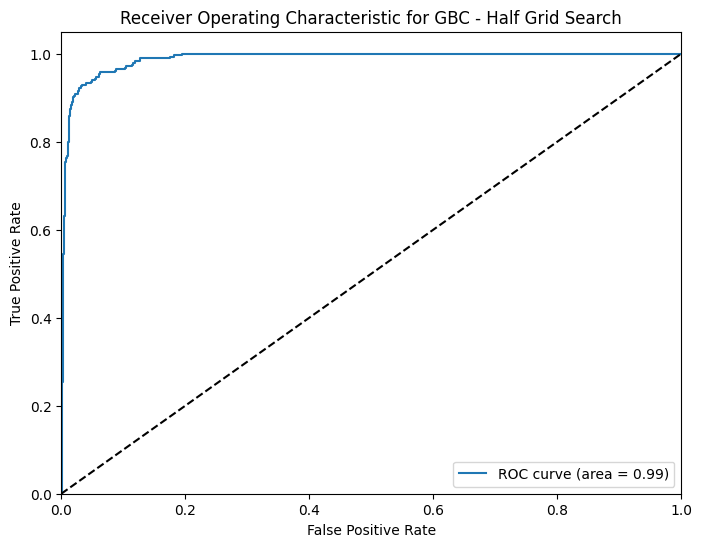 Receiver Operating Characteristic for GBC - Half Grid Search
1.0
0.8
0.6
0.4
0.2
0.0
True Positive Rate
0.0 0.2 0.4 0.6 0.8 1.0
False Positive Rate
ROC curve (area = 0.99)